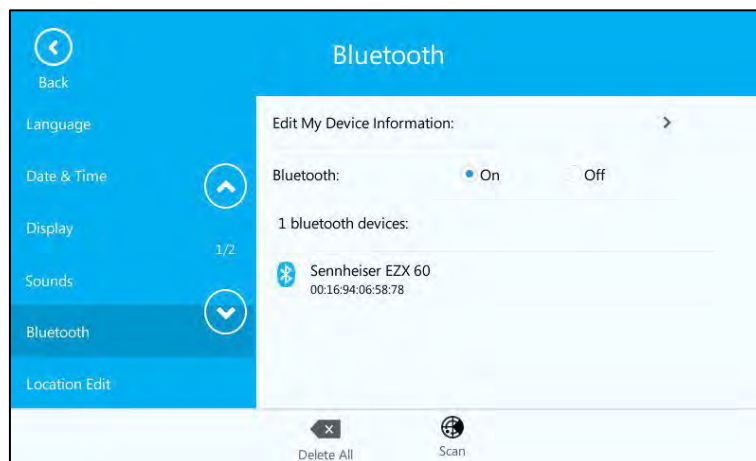 Bluetooth
Back
Language
Date & Time
Display
1/2
Sounds
Bluetooth
Location Edit
Edit My Device Information:
Bluetooth: On Off
1 bluetooth devices:
Sennheiser EZX 60
00:16:94:06:58:78
Delete All Scan